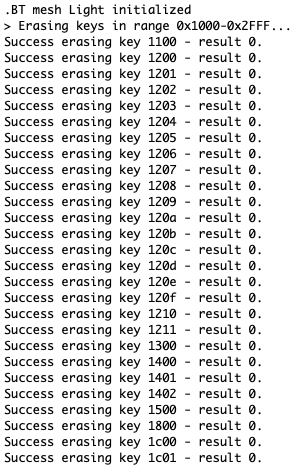 .BT mesh Light initialized
> Erasing keys in range 0x1000-0x2FFF...
Success erasing key 1100 - result 0.
Success erasing key 1200 - result 0.
Success erasing key 1201 - result 0.
Success erasing key 1202 - result 0.
Success erasing key 1203 - result 0.
Success erasing key 1204 - result 0.
Success erasing key 1205 - result 0.
Success erasing key 1206 - result 0.
Success erasing key 1207 - result 0.
Success erasing key 1208 - result 0.
Success erasing key 1209 - result 0.
Success erasing key 120a - result 0.
Success erasing key 120b - result 0.
Success erasing key 120c - result 0.
Success erasing key 120d - result 0.
Success erasing key 120e - result 0.
Success erasing key 120f - result 0.
Success erasing key 1210 - result 0.
Success erasing key 1211 - result 0.
Success erasing key 1300 - result 0.
Success erasing key 1400 - result 0.
Success erasing key 1401 - result 0.
Success erasing key 1402 - result 0.
Success erasing key 1500 - result 0.
Success erasing key 1800 - result 0.
Success erasing key 1c00 - result 0.
Success erasing key 1c01 - result 0.